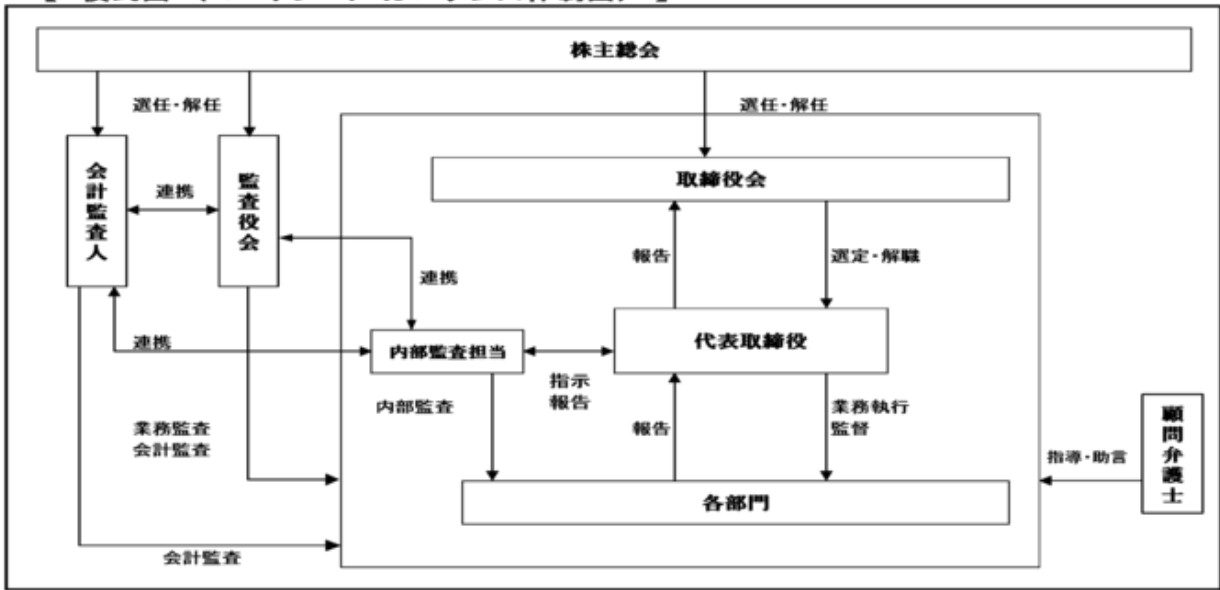 株主総会
選任・解任
選任・解任
会計監査人
連携
監査役会
取締役会
報告
選定・解職
連携
連携
内部監査担当
指示
報告
代表取締役
内部監査
報告
業務執行
監督
業務監査
会計監査
各部門
指導・助言
顧問弁護士
会計監査